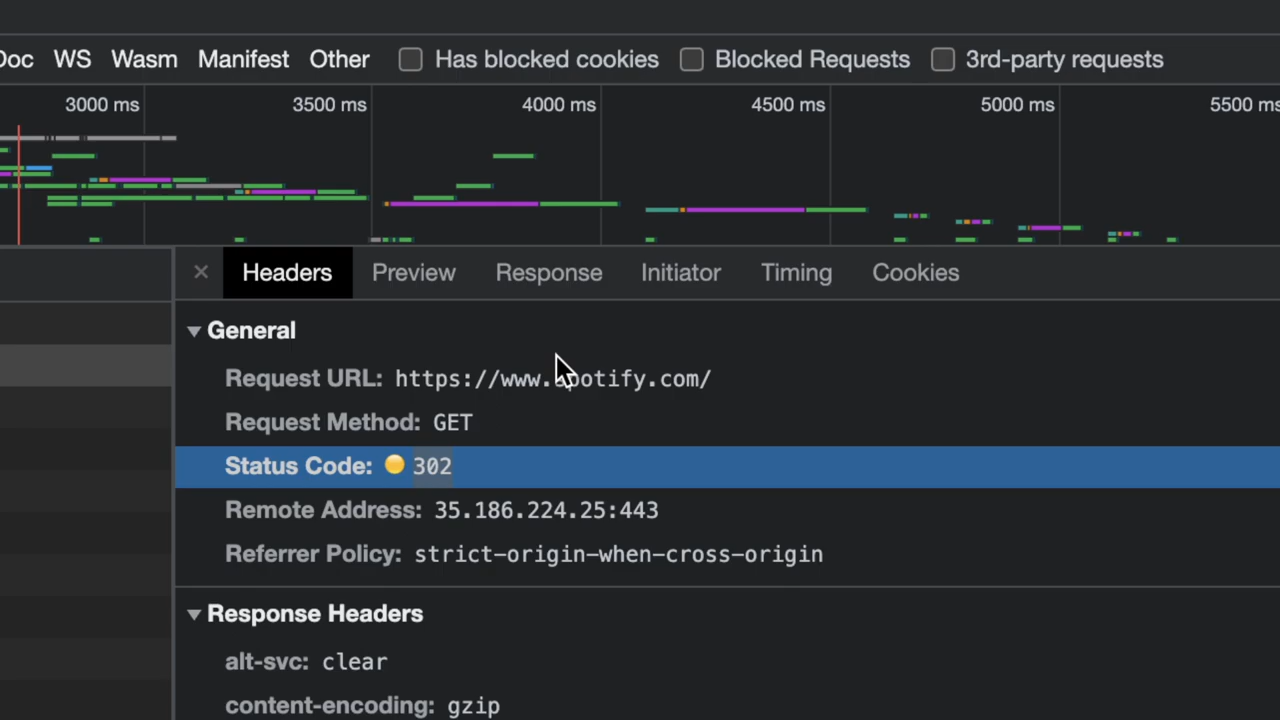 Doc WS Wasm Manifest Other Has blocked cookies Blocked Requests 3rd-party requests
3000 ms 3500 ms 4000 ms 4500 ms 5000 ms 5500 ms
× Headers Preview Response Initiator Timing Cookies
General
Request URL: https://www.spotify.com/
Request Method: GET
Status Code: 302
Remote Address: 35.186.224.25:443
Referrer Policy: strict-origin-when-cross-origin
Response Headers
alt-svc: clear
content-encoding: gzip